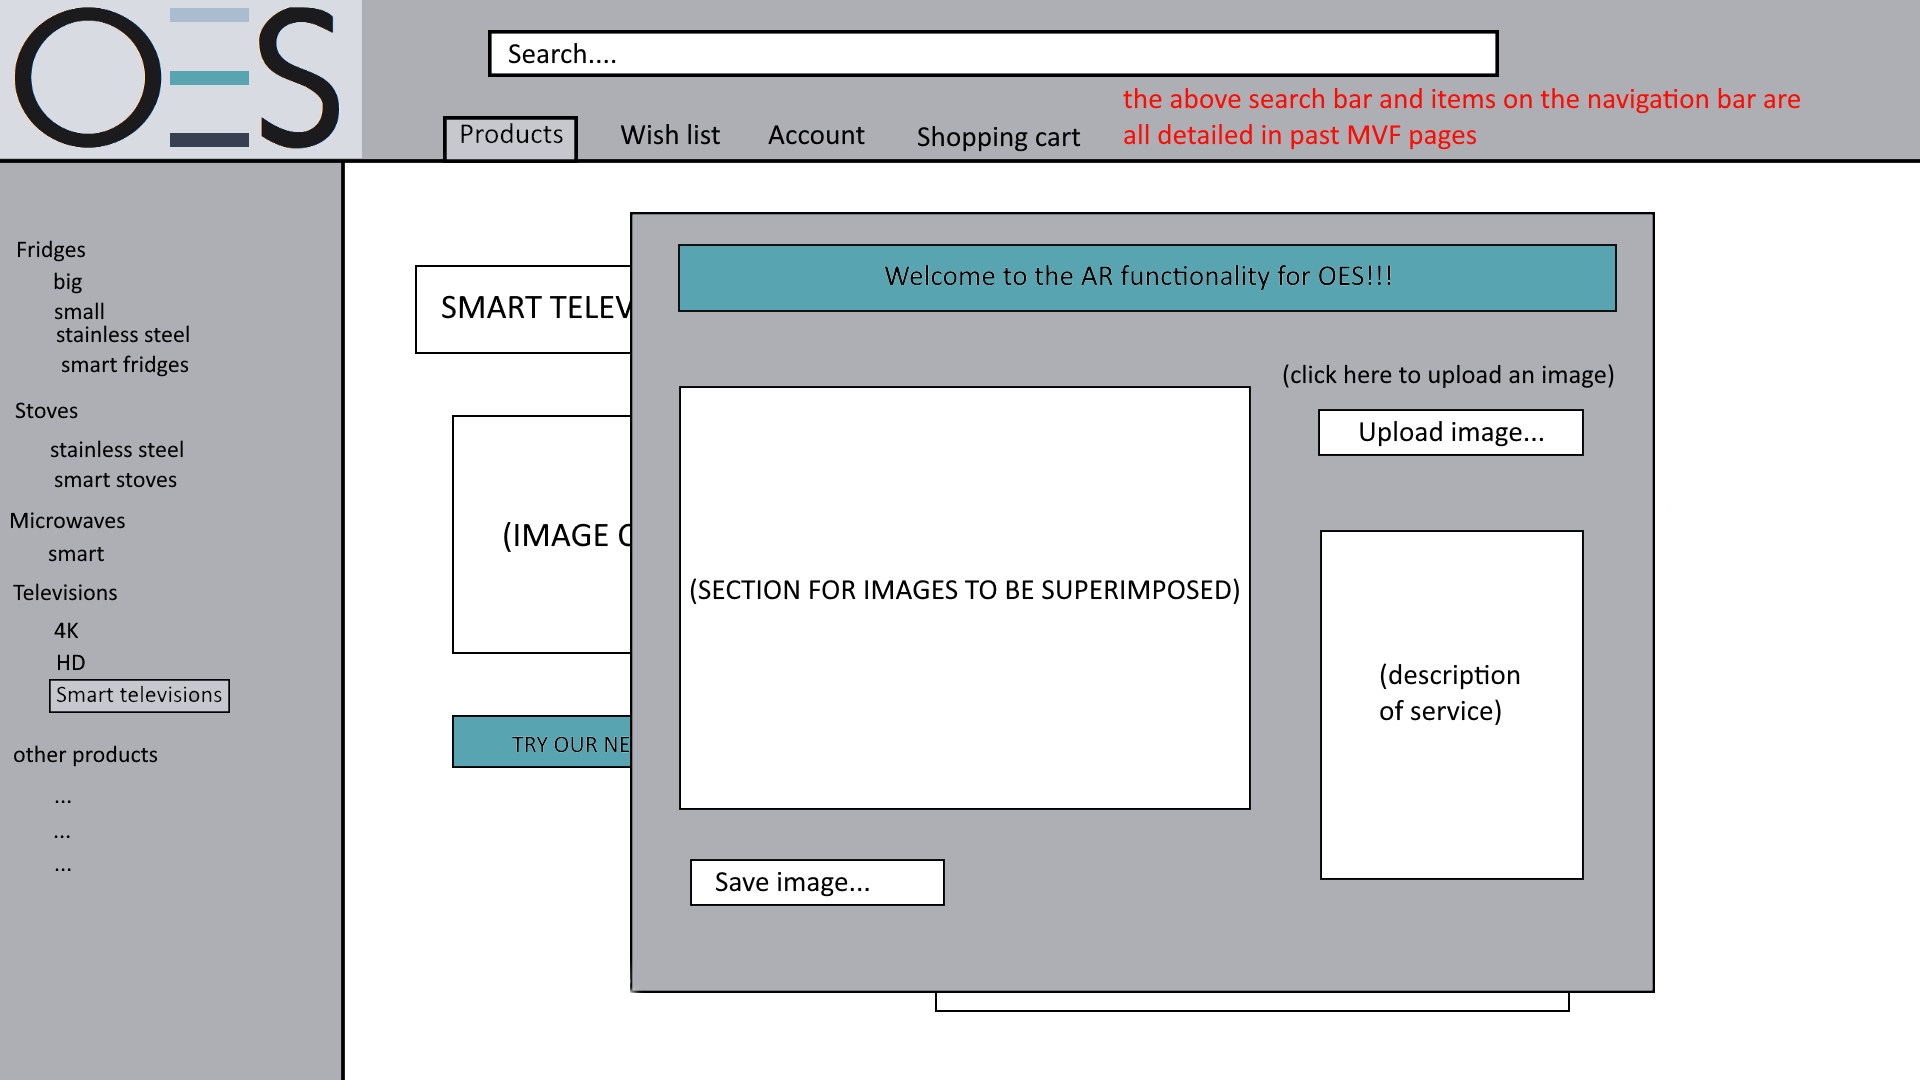 OES
Search....
the above search bar and items on the navigation bar are
all detailed in past MVF pages
Products
Wish list
Account
Shopping cart
Fridges
big
small
stainless steel
smart fridges
Stoves
stainless steel
smart stoves
Microwaves
smart
Televisions
4K
HD
Smart televisions
other products
...
...
...
SMART TELEV
(IMAGE
TRY OUR NE
Welcome to the AR functionality for OES!!!
(click here to upload an image)
Upload image...
(SECTION FOR IMAGES TO BE SUPERIMPOSED)
(description
of service)
Save image...